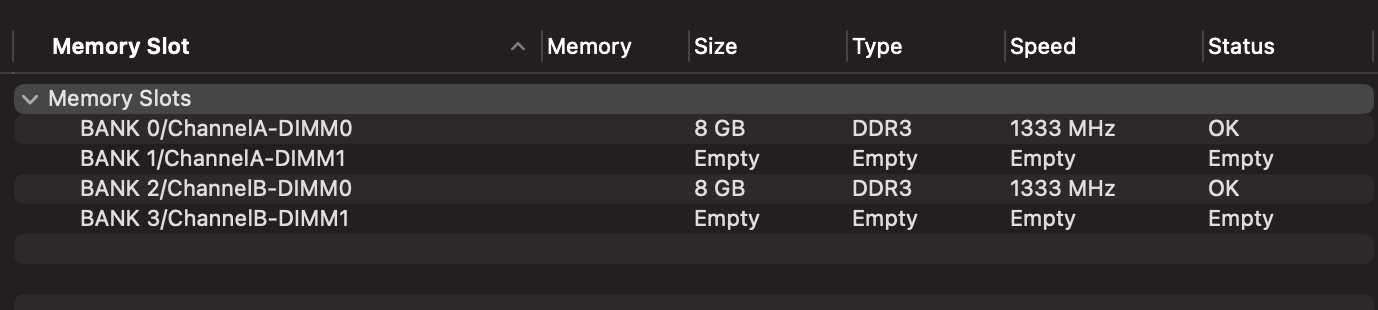 Memory Slot Memory Size Type Speed Status
Memory Slots
BANK 0/ChannelA-DIMM0 8 GB DDR3 1333 MHz OK
BANK 1/ChannelA-DIMM1 Empty Empty Empty Empty
BANK 2/ChannelB-DIMM0 8 GB DDR3 1333 MHz OK
BANK 3/ChannelB-DIMM1 Empty Empty Empty Empty